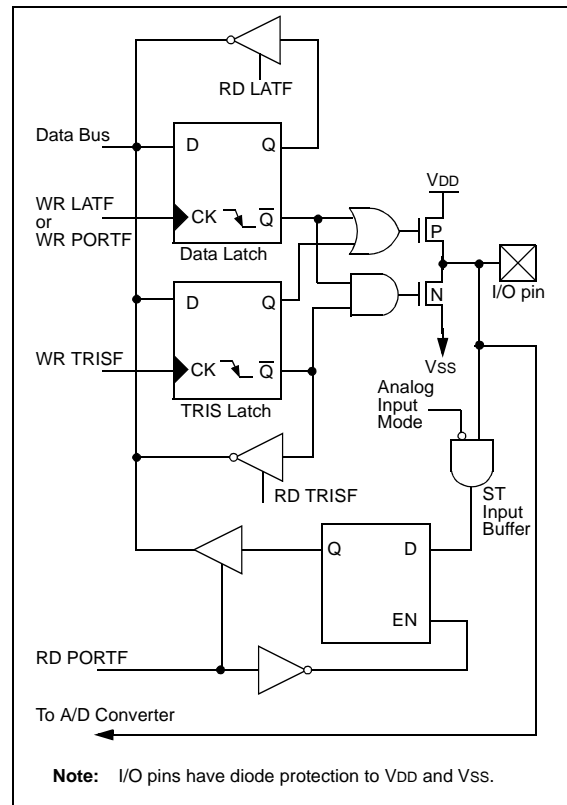 RD LATF
Data Bus
D Q
WR LATF
or
WR PORTF
CK Q
Data Latch
VDD
P
N
I/O pin
VSS
D Q
WR TRISF
CK Q
TRIS Latch
Analog
Input
Mode
RD TRISF
ST
Input
Buffer
Q D
EN
RD PORTF
To A/D Converter
Note: I/O pins have diode protection to VDD and VSS.